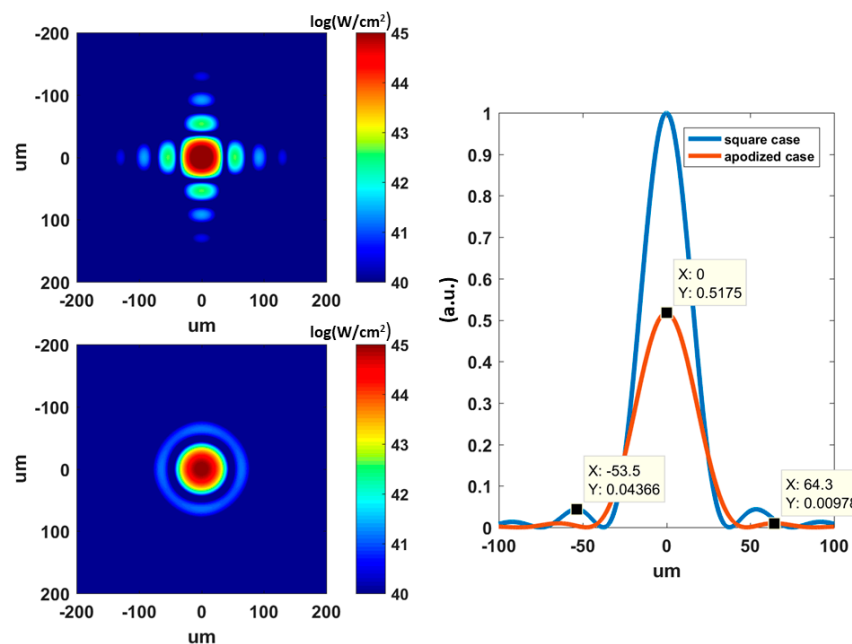 log(W/cm²)
-200
-100
0
100
200
um
-200 -100 0 100 200
um
45
44
43
42
41
40
log(W/cm²)
-200
-100
0
100
200
um
-200 -100 0 100 200
um
45
44
43
42
41
40
1
0.9
0.8
0.7
0.6
0.5
0.4
0.3
0.2
0.1
0
(a.u.)
square case
apodized case
X: 0
Y: 0.5175
X: -53.5
Y: 0.04366
X: 64.3
Y: 0.00978
-100 -50 0 50 100
um